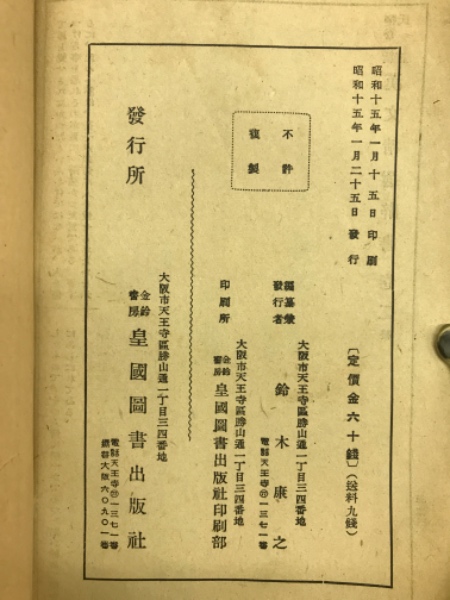 昭和十五年一月十五日印刷
昭和十五年一月二十五日發行
〔定價金六十錢〕(送料九錢)
不許
複製
編纂兼
發行者
大阪市天王寺區勝山通一丁目三四番地
鈴木康之
電話天王寺⑰一三七一番
印刷所
大阪市天王寺區勝山通一丁目三四番地
金鈴
書房
皇國圖書出版社印刷部
發行所
大阪市天王寺區勝山通一丁目三四番地
金鈴
書房
皇國圖書出版社
電話天王寺⑰一三七一番
振替大阪六〇九〇一番